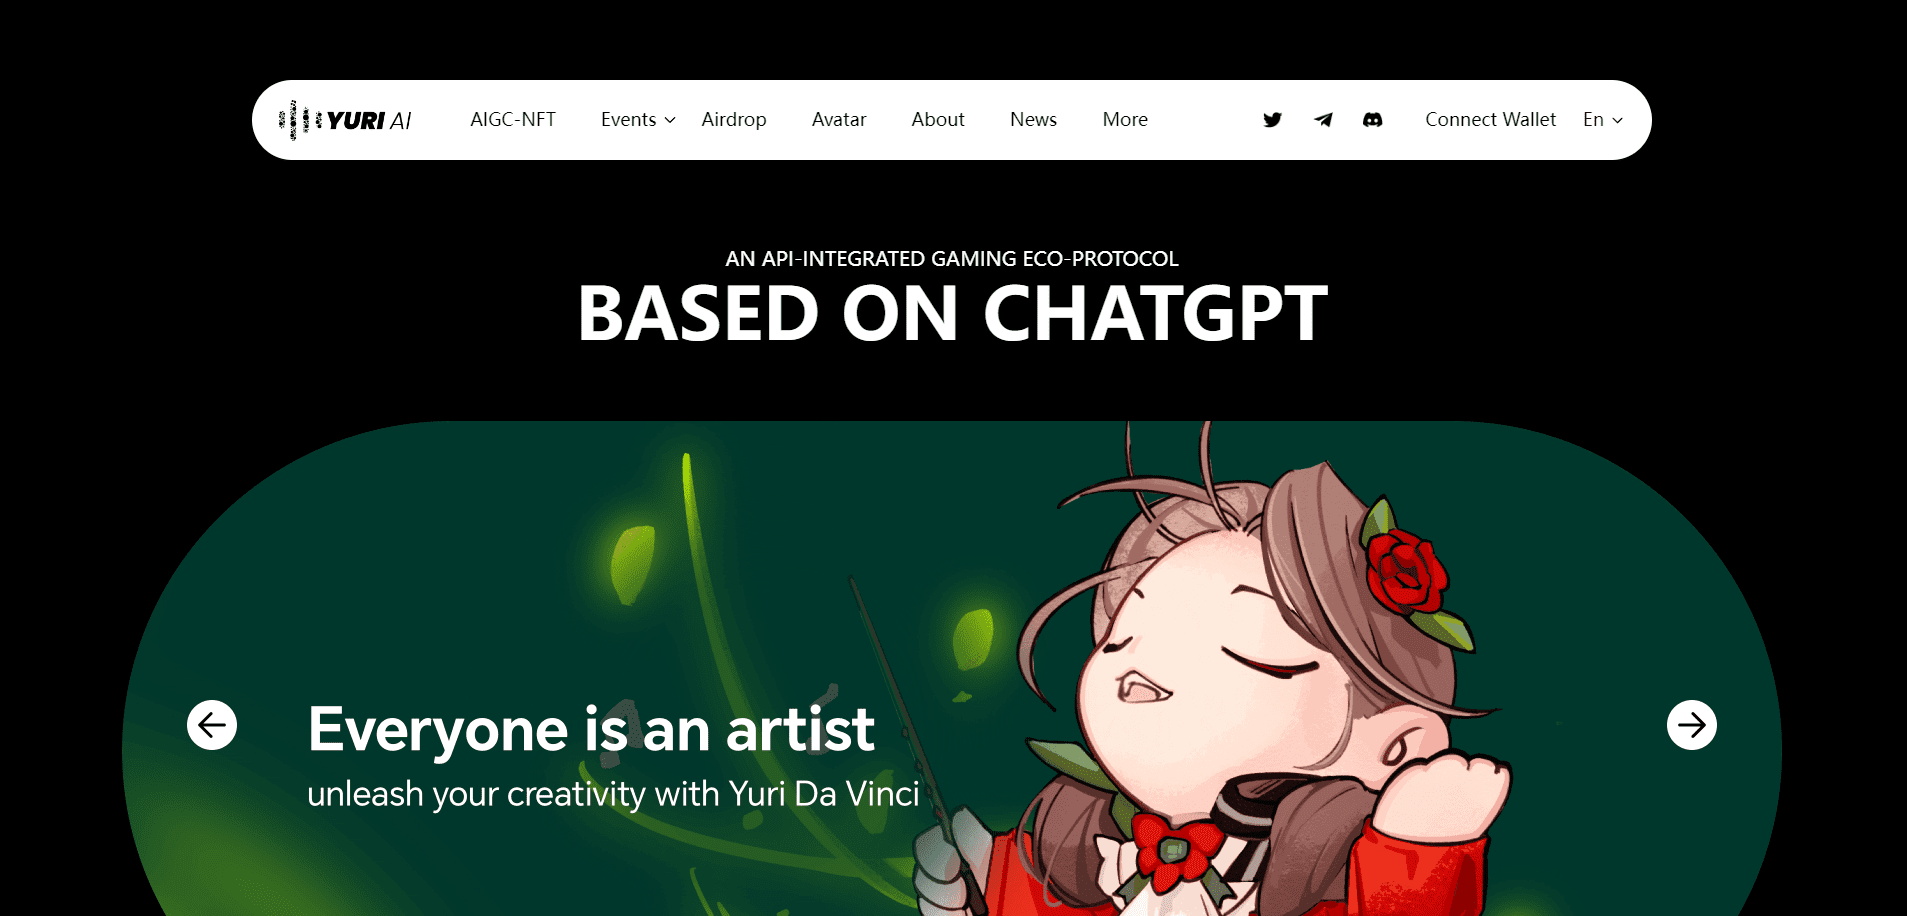 YURI AI
AIGC-NFT
Events
Airdrop
Avatar
About
News
More
Connect Wallet
En
AN API-INTEGRATED GAMING ECO-PROTOCOL
BASED ON CHATGPT
Everyone is an artist
unleash your creativity with Yuri Da Vinci